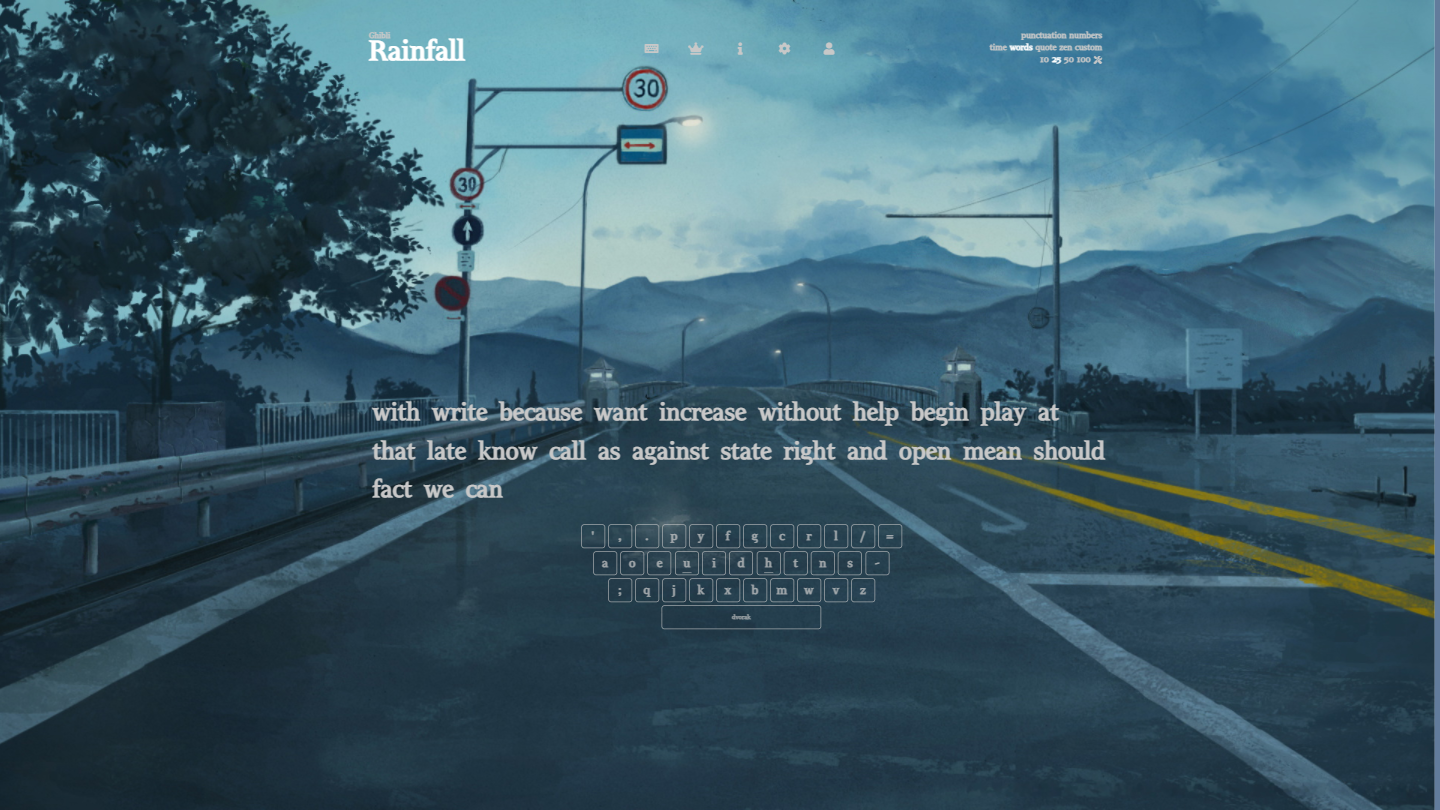 Ghibli
Rainfall
punctuation numbers
time words quote zen custom
10 25 50 100
30
30
with write because want increase without help begin play at
that late know call as against state right and open mean should
fact we can
' , . p y f g c r l / =
a o e u i d h t n s -
; q j k x b m w v z
dvorak